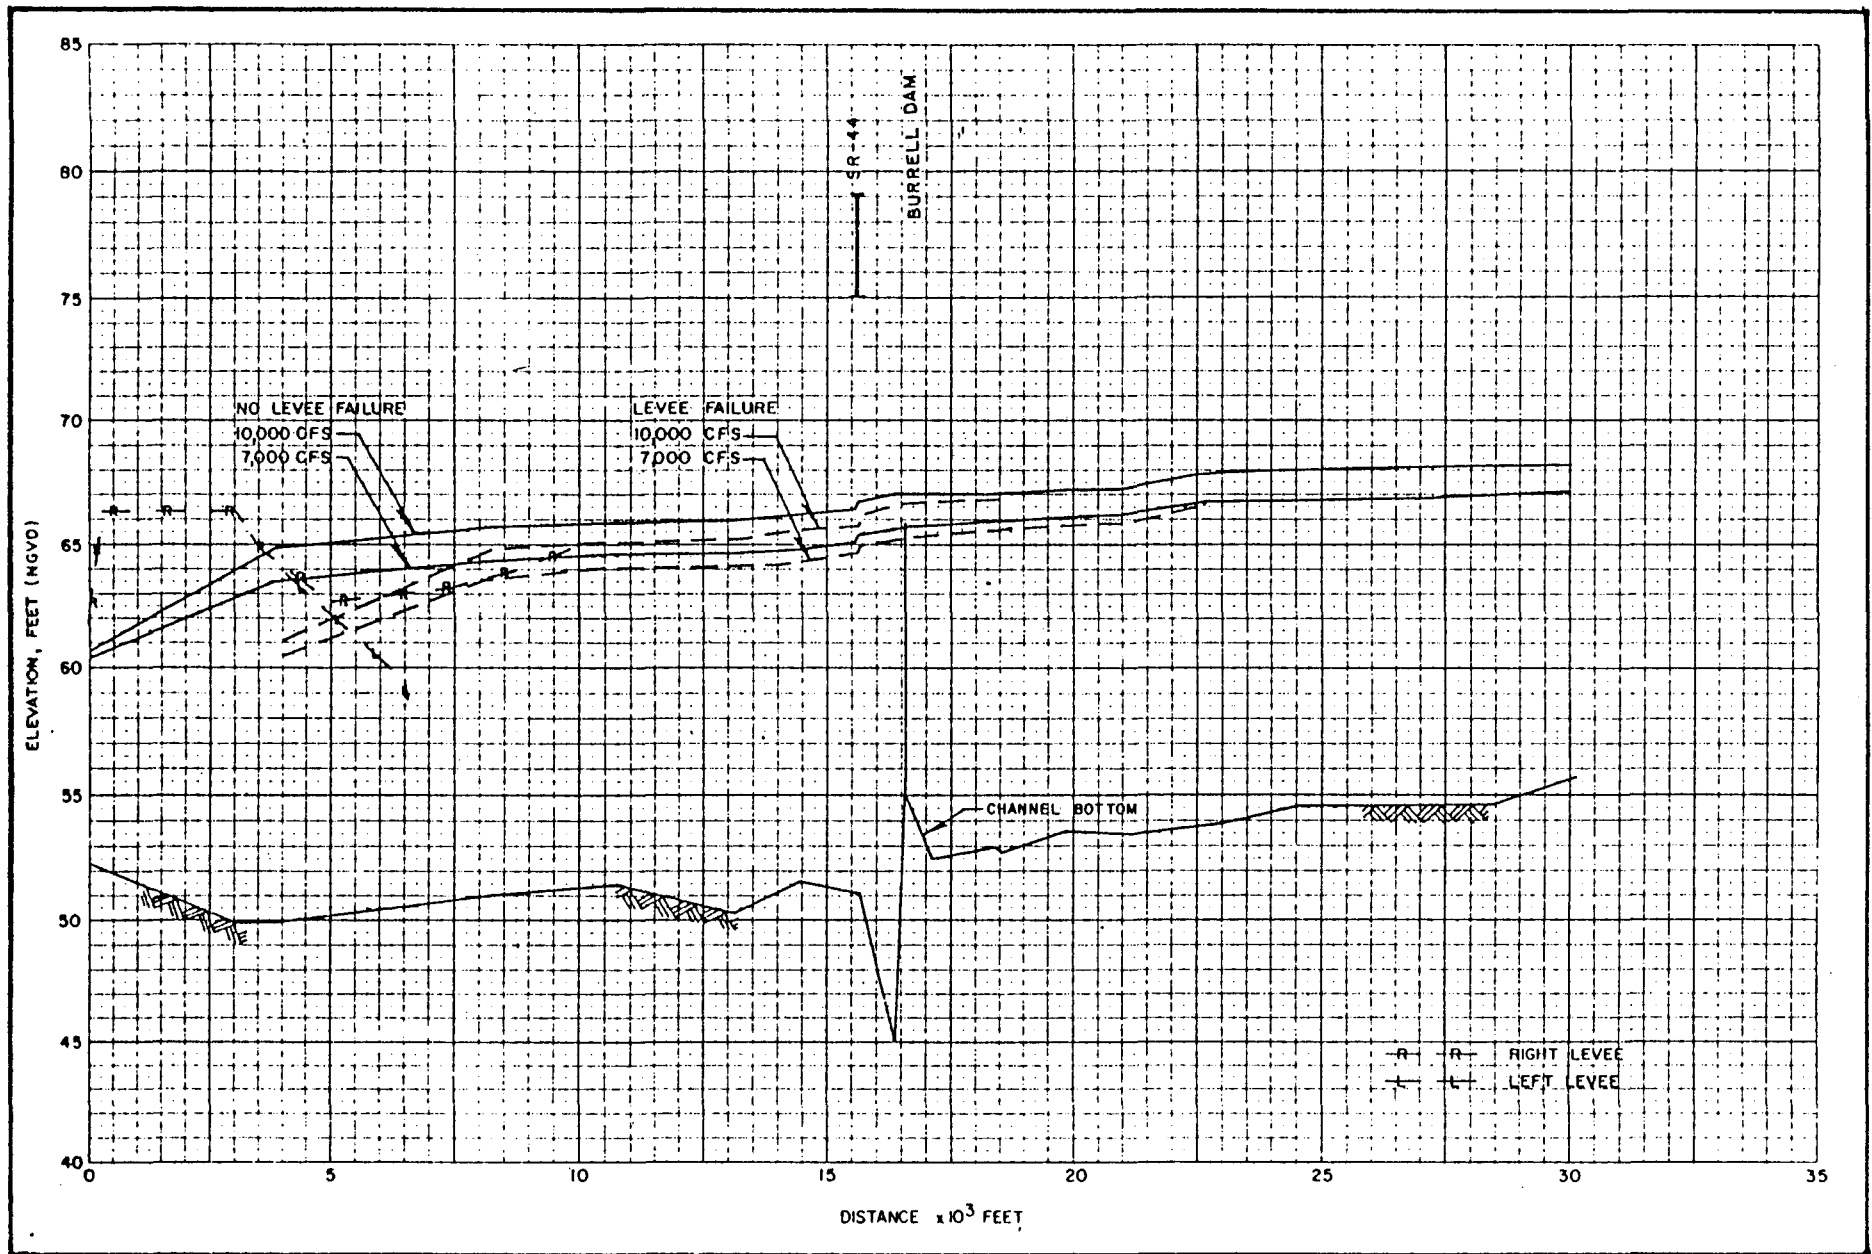 85
80
75
70
65
60
55
50
45
40
0
5
10
15
20
25
30
35
ELEVATION, FEET (NGVD)
DISTANCE x10³ FEET
SR-44
BURRELL DAM
NO LEVEE FAILURE
10,000 CFS
7,000 CFS
LEVEE FAILURE
10,000 CFS
7,000 CFS
CHANNEL BOTTOM
R R RIGHT LEVEE
L L LEFT LEVEE
R R R
R R
R R R R
L
L